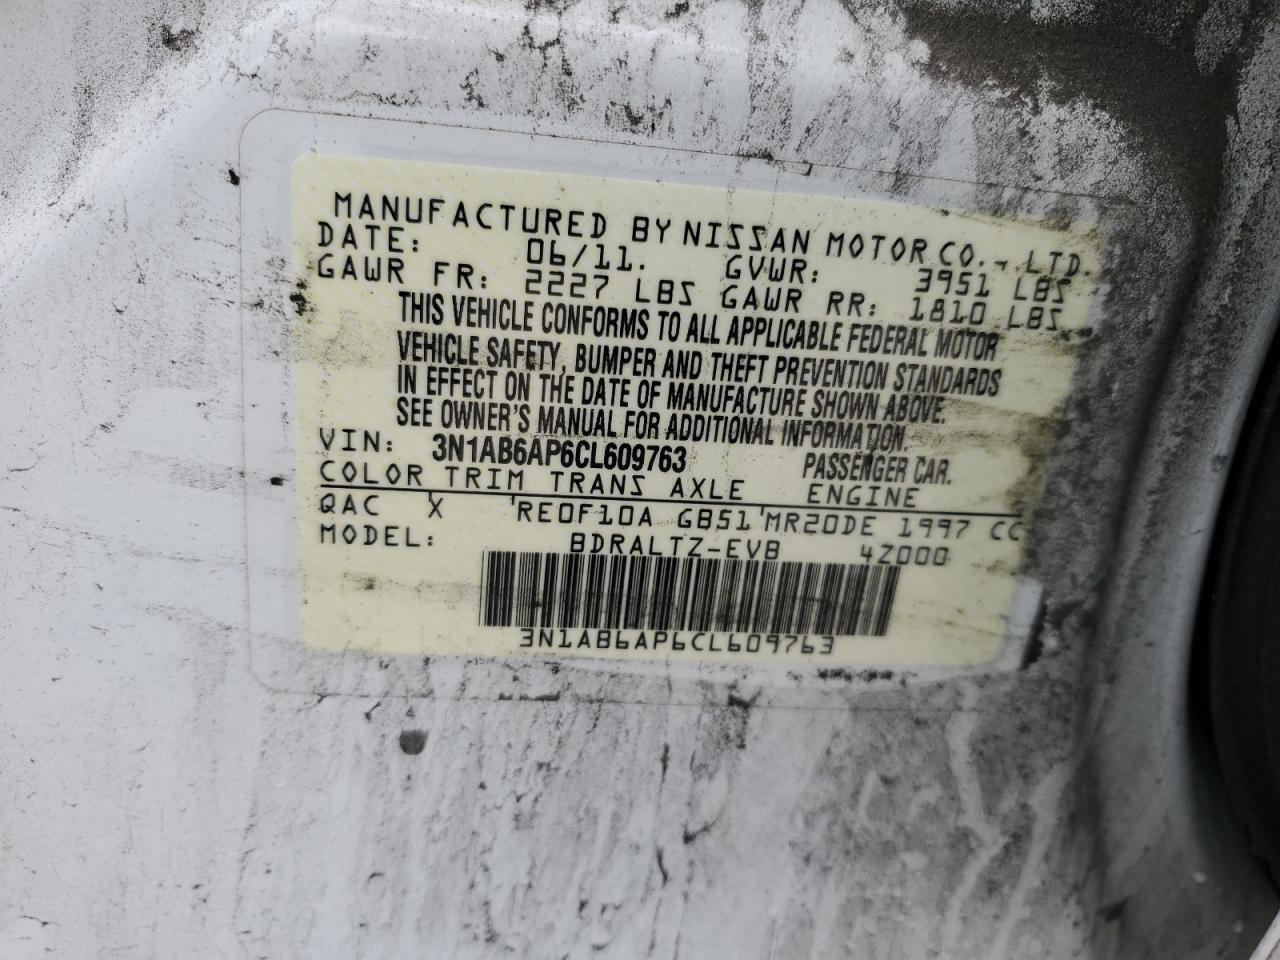 MANUFACTURED BY NISSAN MOTOR CO., LTD.
DATE: 06/11. GVWR: 3951 LBS
GAWR FR: 2227 LBS GAWR RR: 1810 LBS
THIS VEHICLE CONFORMS TO ALL APPLICABLE FEDERAL MOTOR
VEHICLE SAFETY, BUMPER AND THEFT PREVENTION STANDARDS
IN EFFECT ON THE DATE OF MANUFACTURE SHOWN ABOVE.
SEE OWNER'S MANUAL FOR ADDITIONAL INFORMATION.
VIN: 3N1AB6AP6CL609763 PASSENGER CAR.
COLOR TRIM TRANS AXLE ENGINE
QAC X RE0F10A GB51 MR20DE 1997 CC
MODEL: BDRALTZ-EVB 4Z000
3N1AB6AP6CL609763